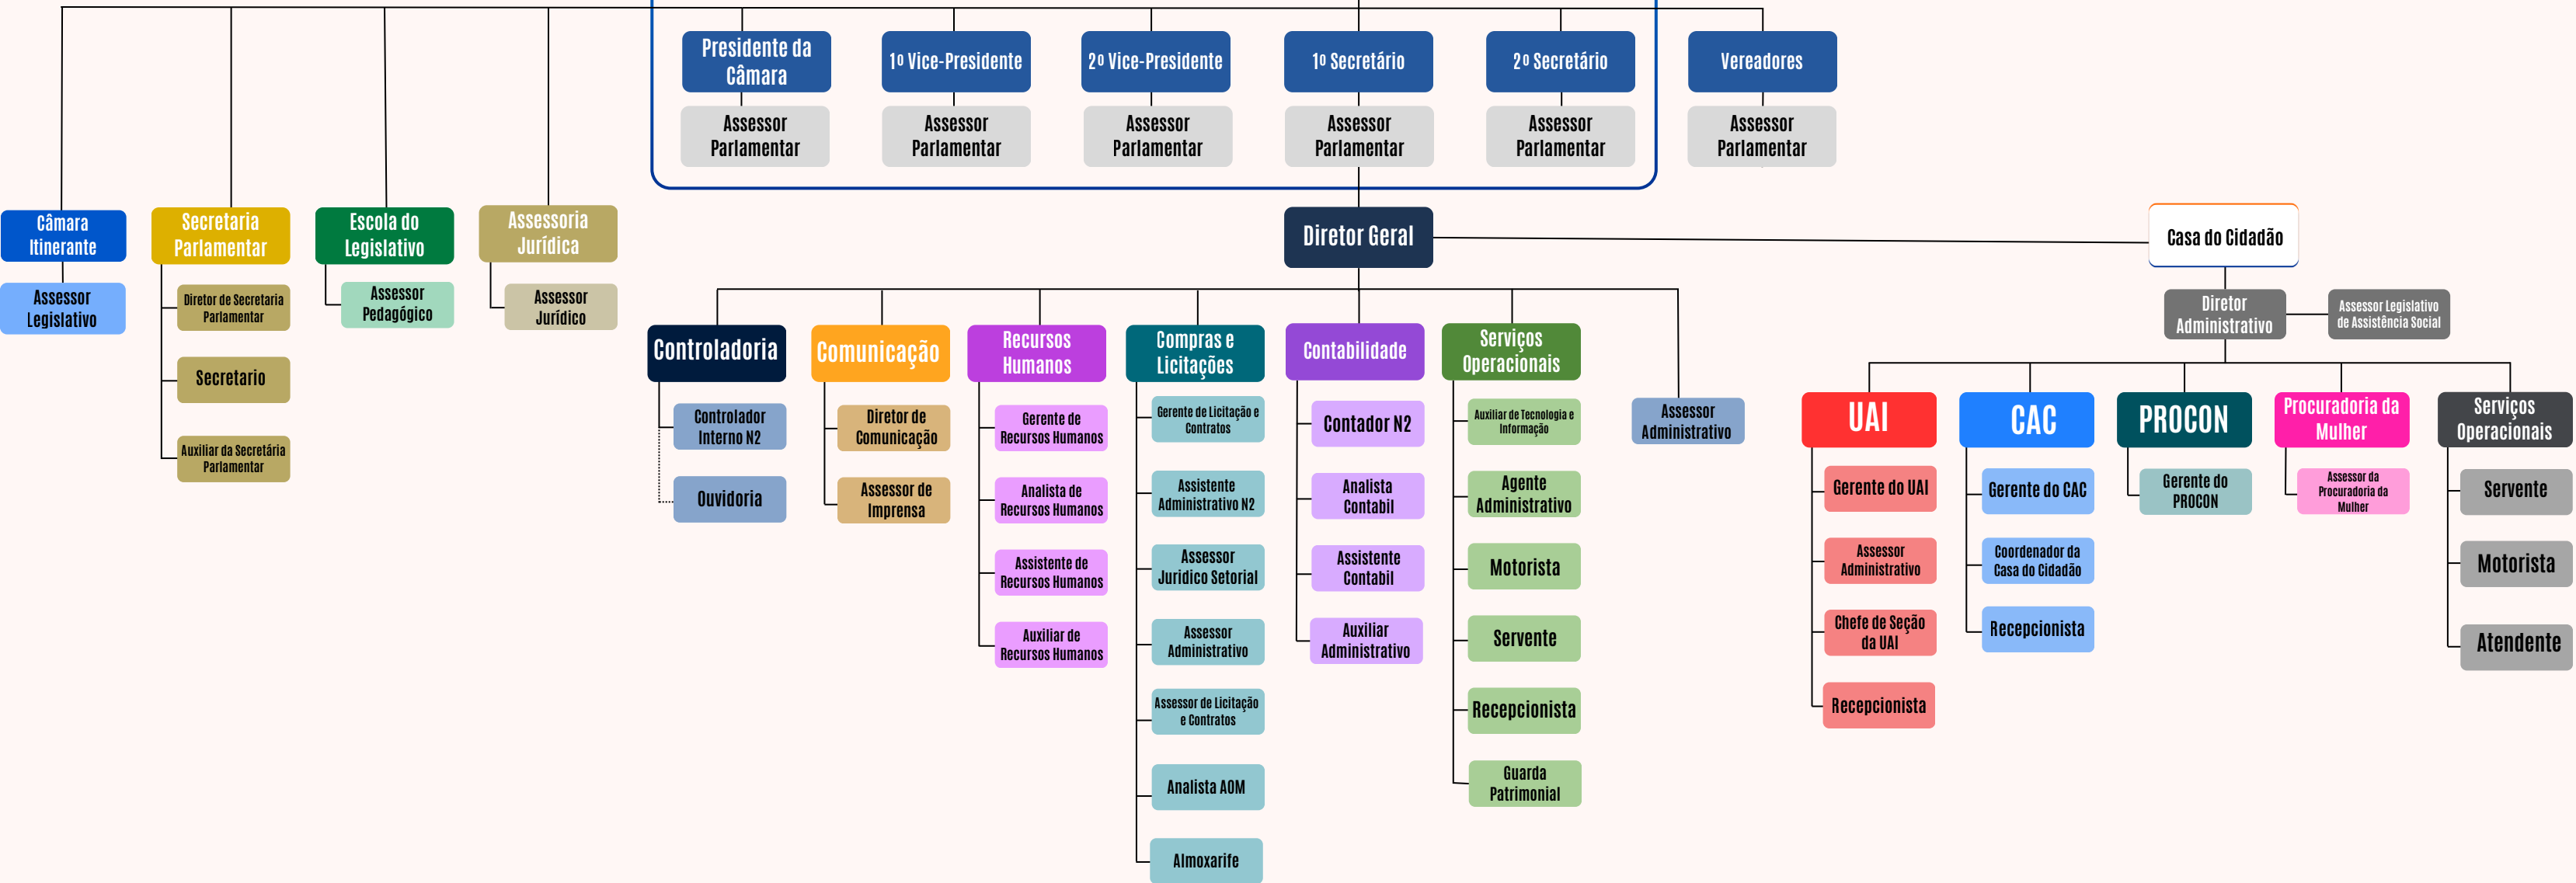 Presidente da
Câmara
1º Vice-Presidente
2º Vice-Presidente
1º Secretário
2º Secretário
Vereadores
Assessor
Parlamentar
Assessor
Parlamentar
Assessor
Parlamentar
Assessor
Parlamentar
Assessor
Parlamentar
Assessor
Parlamentar
Câmara
Itinerante
Assessor
Legislativo
Secretaria
Parlamentar
Diretor de Secretaria
Parlamentar
Secretario
Auxiliar da Secretária
Parlamentar
Escola do
Legislativo
Assessor
Pedagógico
Assessoria
Jurídica
Assessor
Jurídico
Diretor Geral
Casa do Cidadão
Diretor
Administrativo
Assessor Legislativo
de Assistência Social
Controladoria
Controlador
Interno N2
Ouvidoria
Comunicação
Diretor de
Comunicação
Assessor de
Imprensa
Recursos
Humanos
Gerente de
Recursos Humanos
Analista de
Recursos Humanos
Assistente de
Recursos Humanos
Auxiliar de
Recursos Humanos
Compras e
Licitações
Gerente de Licitação e
Contratos
Assistente
Administrativo N2
Assessor
Juridico Setorial
Assessor
Administrativo
Assessor de Licitação
e Contratos
Analista AOM
Almoxarife
Contabilidade
Contador N2
Analista
Contabil
Assistente
Contabil
Auxiliar
Administrativo
Serviços
Operacionais
Auxiliar de Tecnologia e
Informação
Agente
Administrativo
Motorista
Servente
Recepcionista
Guarda
Patrimonial
Assessor
Administrativo
UAI
Gerente do UAI
Assessor
Administrativo
Chefe de Seção
da UAI
Recepcionista
CAC
Gerente do CAC
Coordenador da
Casa do Cidadão
Recepcionista
PROCON
Gerente do
PROCON
Procuradoria da
Mulher
Assessor da
Procuradoria da
Mulher
Serviços
Operacionais
Servente
Motorista
Atendente